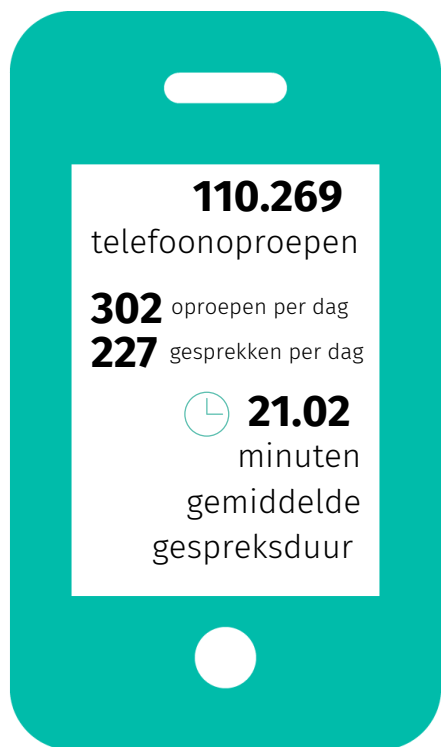 110.269
telefoonoproepen
302 oproepen per dag
227 gesprekken per dag
21.02
minuten
gemiddelde
gespreksduur